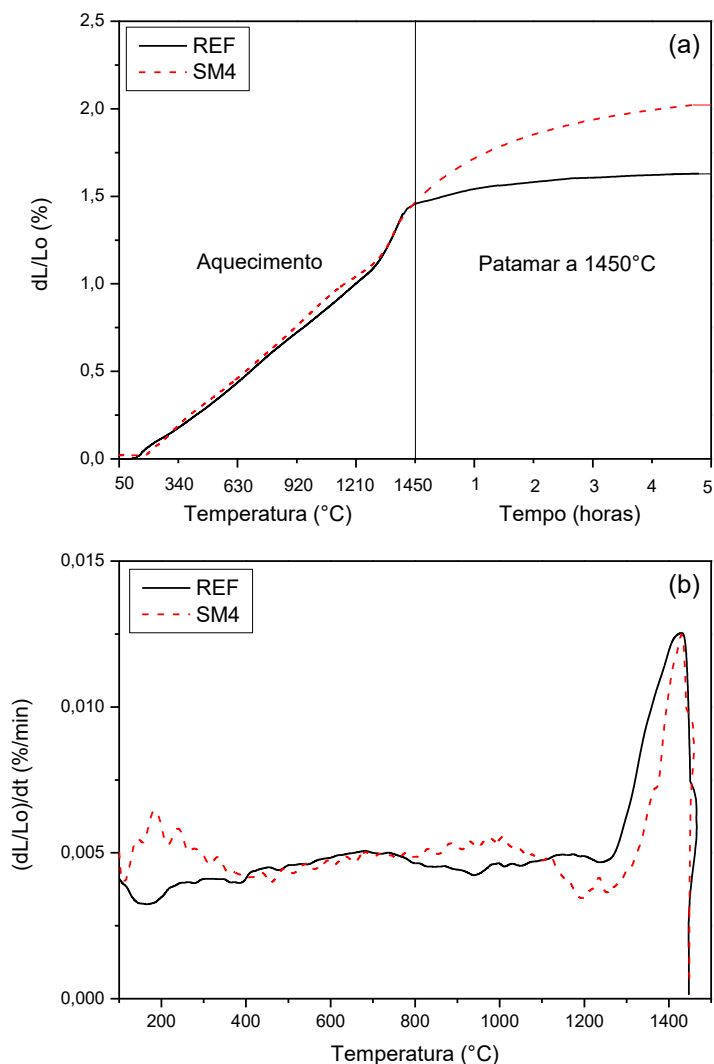 2,5
REF
SM4
(a)
2,0
1,5
dL/Lo (%)
Aquecimento
Patamar a 1450°C
1,0
0,5
0,0
50 340 630 920 1210 1450 1 2 3 4 5
Temperatura (°C) Tempo (horas)
0,015
REF
SM4
(b)
0,010
(dL/Lo)/dt (%/min)
0,005
0,000
200 400 600 800 1000 1200 1400
Temperatura (°C)